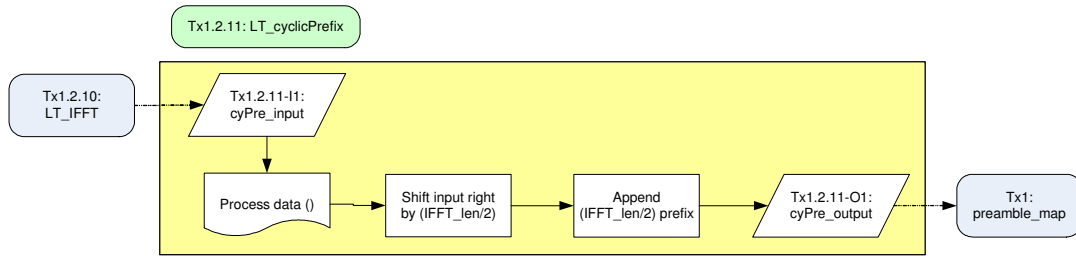 Tx1.2.11: LT_cyclicPrefix
Tx1.2.10:
LT_IFFT
Tx1.2.11-I1:
cyPre_input
Process data ()
Shift input right
by (IFFT_len/2)
Append
(IFFT_len/2) prefix
Tx1.2.11-O1:
cyPre_output
Tx1:
preamble_map